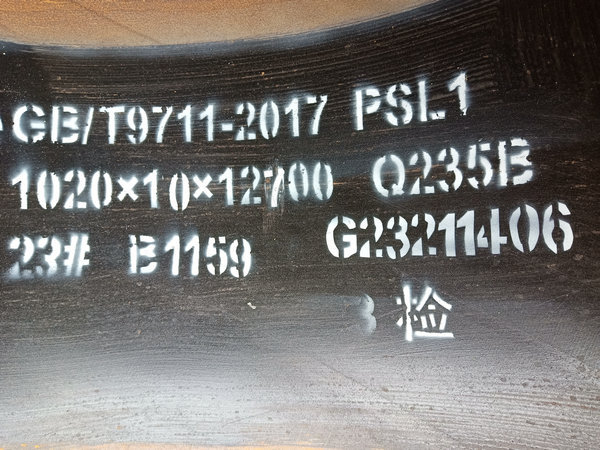 GB/T9711-2017 PSL1
1020×10×12700 Q235B
23# B1159 G23211406
3 检